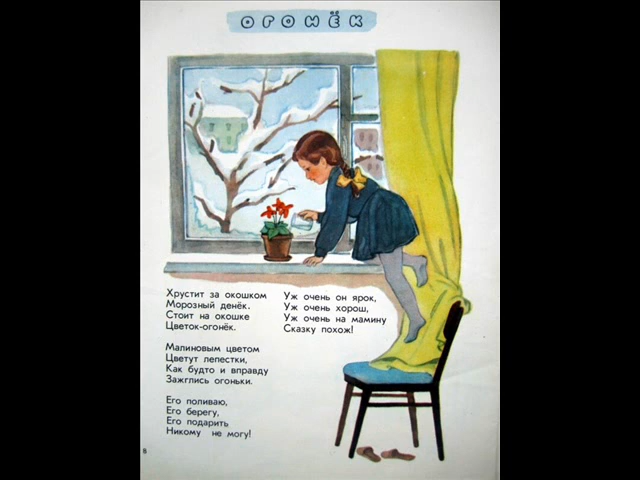 ОГОНЁК
Хрустит за окошком
Морозный денёк.
Стоит на окошке
Цветок-огонёк.
Малиновым цветом
Цветут лепестки,
Как будто и вправду
Зажглись огоньки.
Его поливаю,
Его берегу,
Его подарить
Никому не могу!
Уж очень он ярок,
Уж очень хорош,
Уж очень на мамину
Сказку похож!
8